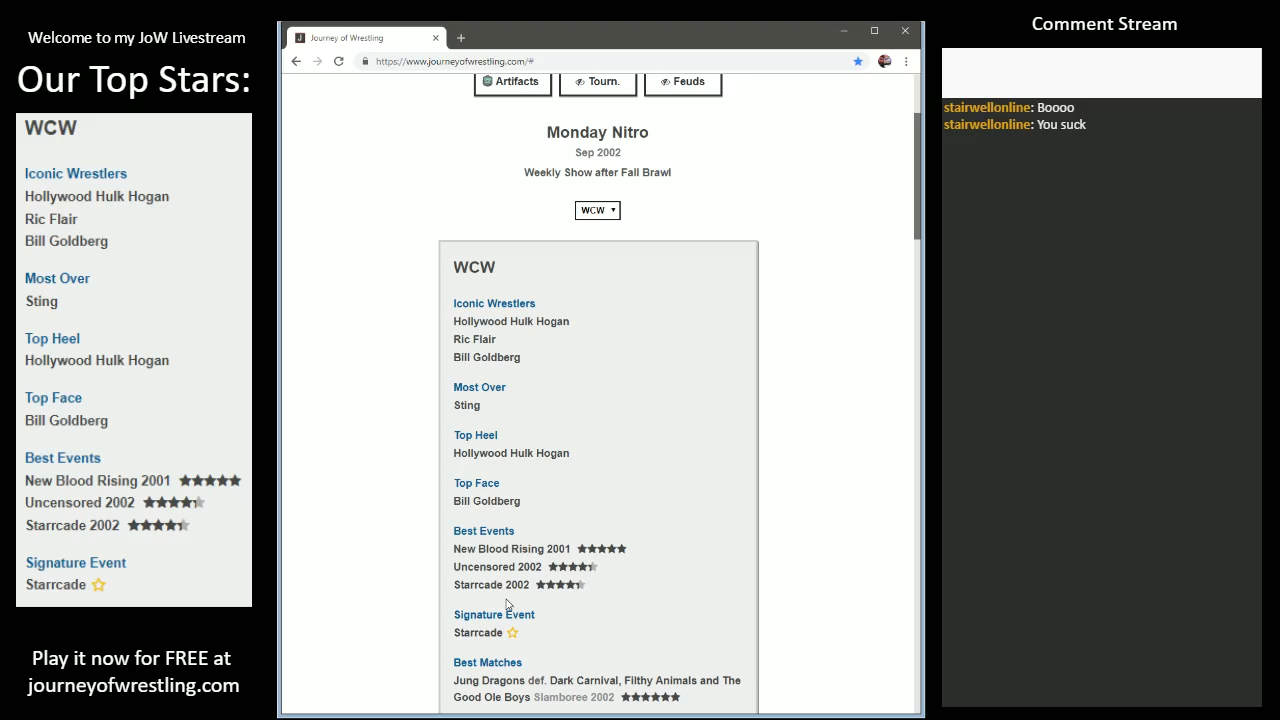 Welcome to my JoW Livestream
Our Top Stars:
WCW
Iconic Wrestlers
Hollywood Hulk Hogan
Ric Flair
Bill Goldberg
Most Over
Sting
Top Heel
Hollywood Hulk Hogan
Top Face
Bill Goldberg
Best Events
New Blood Rising 2001
Uncensored 2002
Starrcade 2002
Signature Event
Starrcade
Play it now for FREE at
journeyofwrestling.com
J Journey of Wrestling
https://www.journeyofwrestling.com/#
Artifacts Tourn. Feuds
Monday Nitro
Sep 2002
Weekly Show after Fall Brawl
WCW
WCW
Iconic Wrestlers
Hollywood Hulk Hogan
Ric Flair
Bill Goldberg
Most Over
Sting
Top Heel
Hollywood Hulk Hogan
Top Face
Bill Goldberg
Best Events
New Blood Rising 2001
Uncensored 2002
Starrcade 2002
Signature Event
Starrcade
Best Matches
Jung Dragons def. Dark Carnival, Filthy Animals and The
Good Ole Boys Slamboree 2002
Comment Stream
stairwellonline: Boooo
stairwellonline: You suck